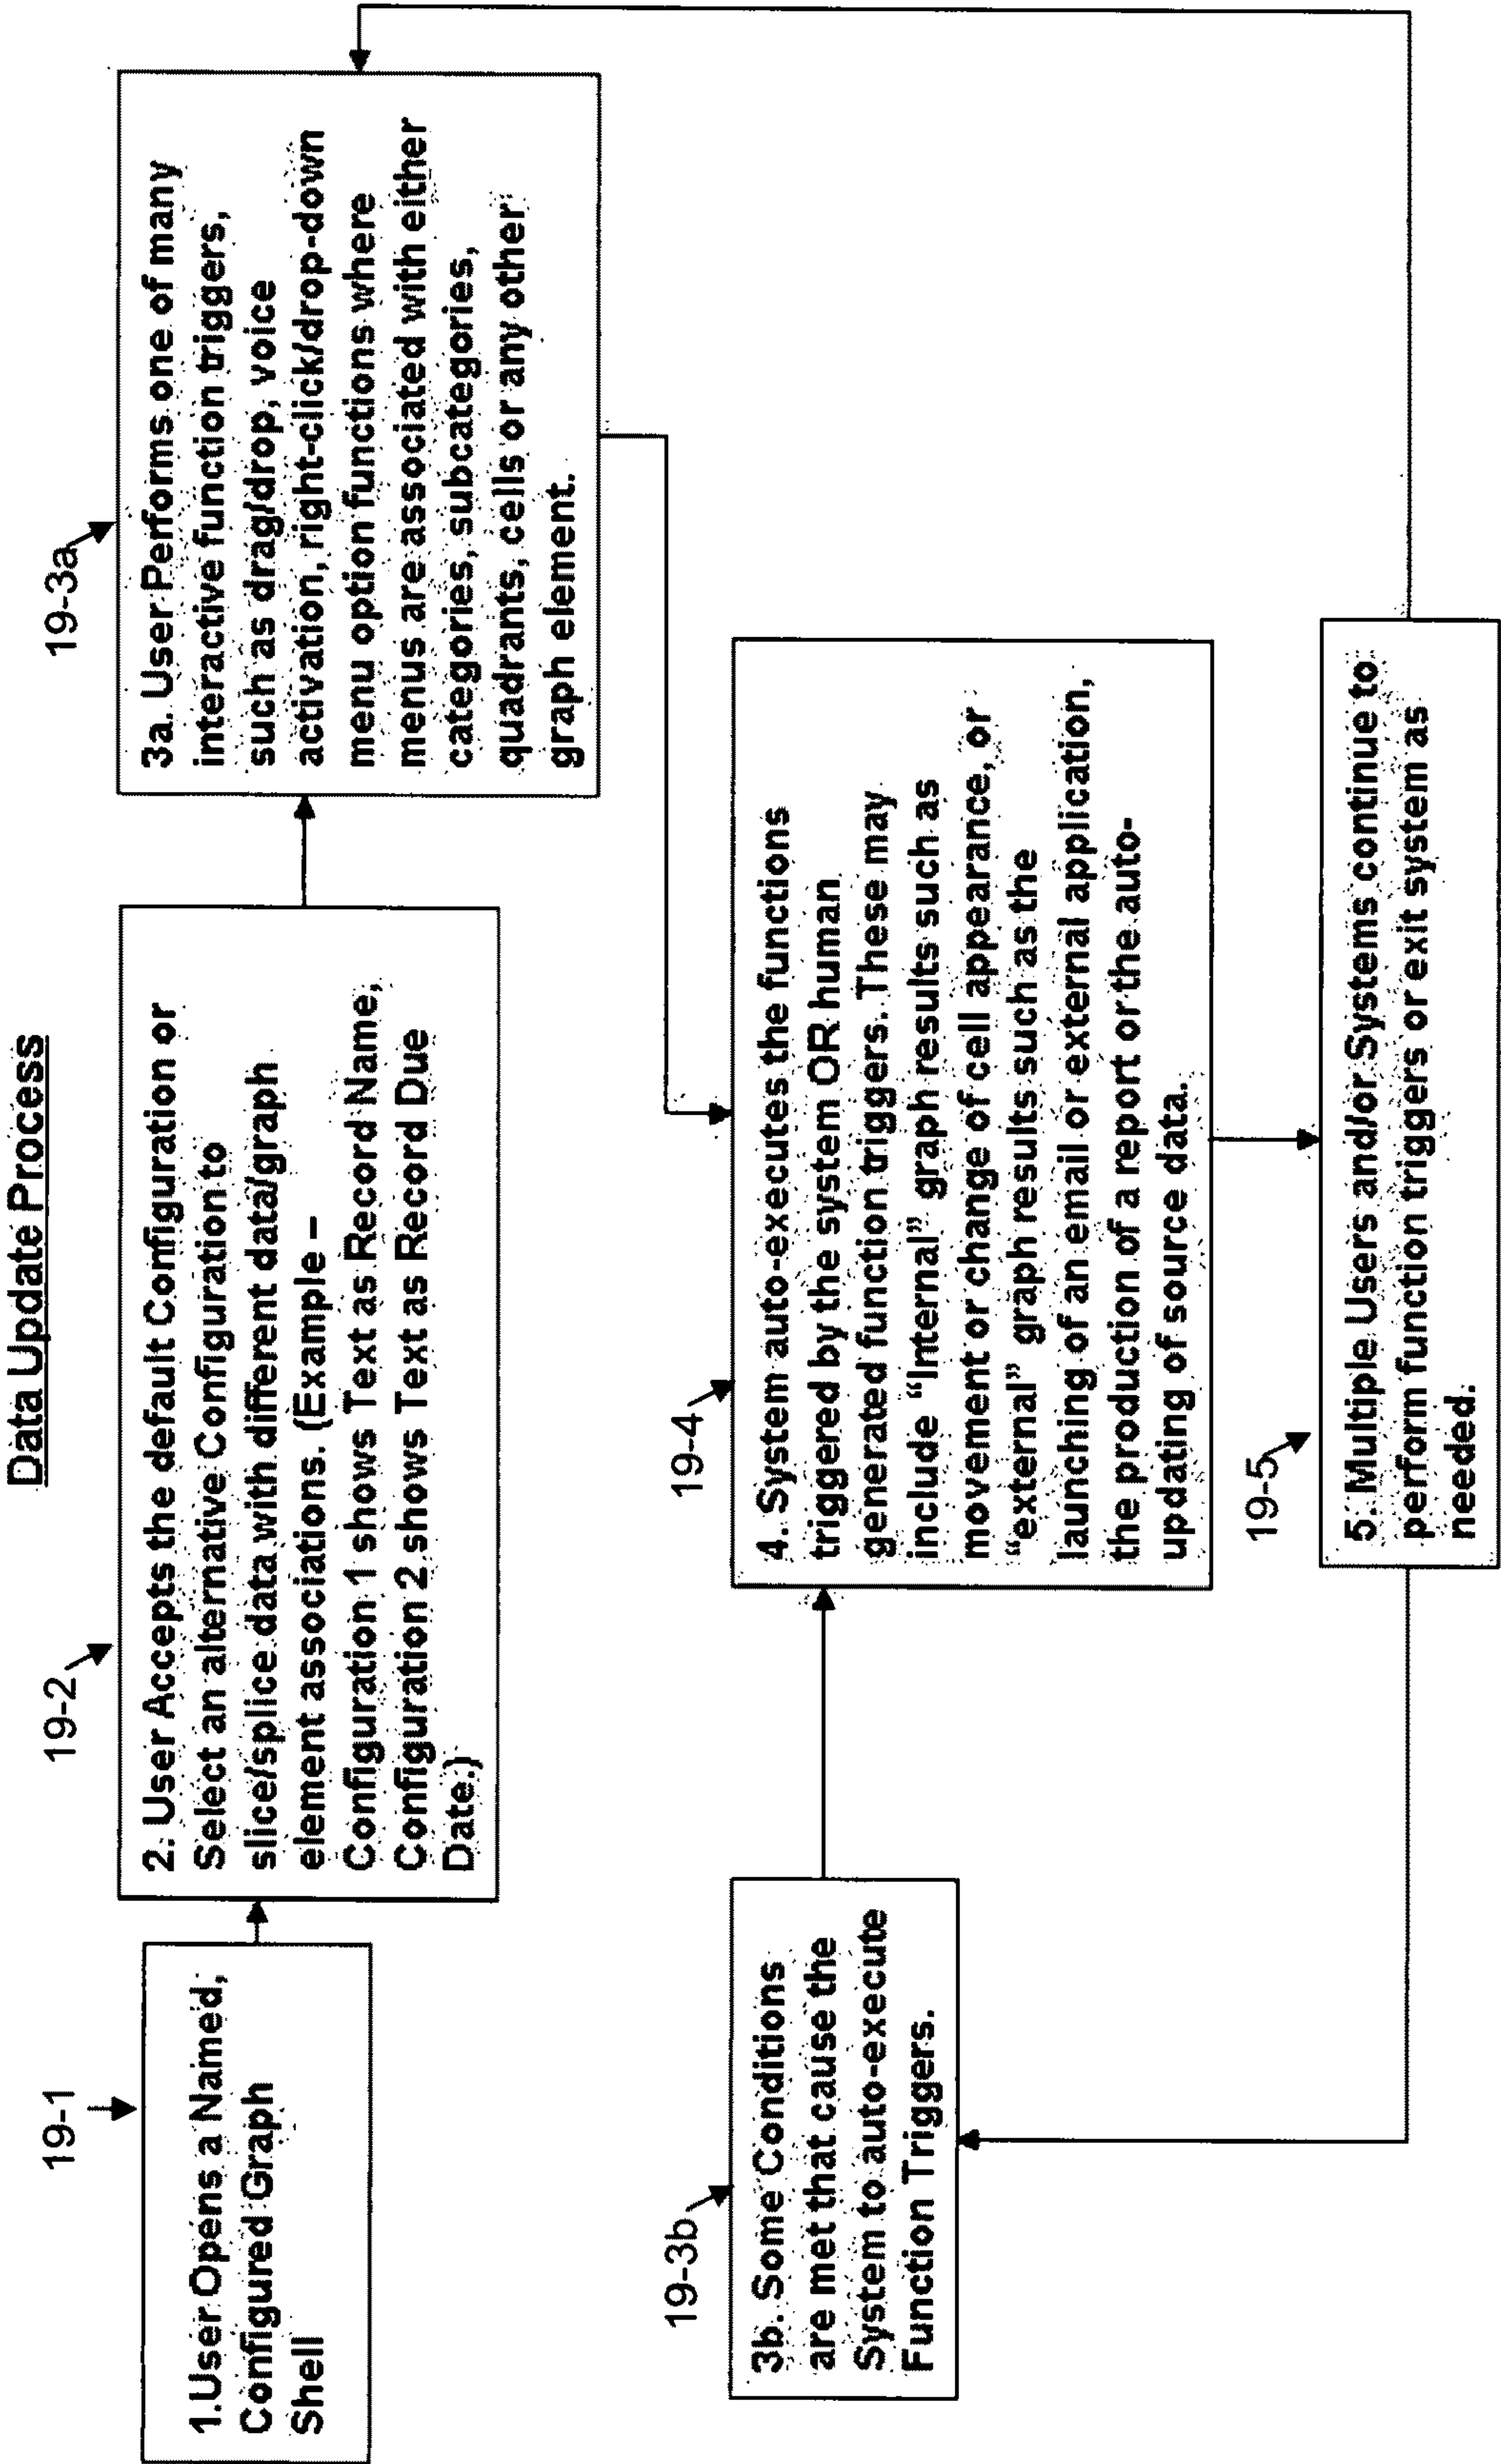 Data Update Process
19-1
1.User Opens a Named,
Configured Graph
Shell
19-2
2. User Accepts the default Configuration or
Select an alternative Configuration to
slice/splice data with different data/graph
element associations. (Example –
Configuration 1 shows Text as Record Name,
Configuration 2 shows Text as Record Due
Date.)
19-3a
3a. User Performs one of many
interactive function triggers,
such as drag/drop, voice
activation, right-click/drop-down
menu option functions where
menus are associated with either
categories, subcategories,
quadrants, cells or any other
graph element.
19-3b
3b. Some Conditions
are met that cause the
System to auto-execute
Function Triggers.
19-4
4. System auto-executes the functions
triggered by the system OR human
generated function triggers. These may
include “Internal” graph results such as
movement or change of cell appearance, or
“external” graph results such as the
launching of an email or external application,
the production of a report or the auto-
updating of source data.
19-5
5. Multiple Users and/or Systems continue to
perform function triggers or exit system as
needed.